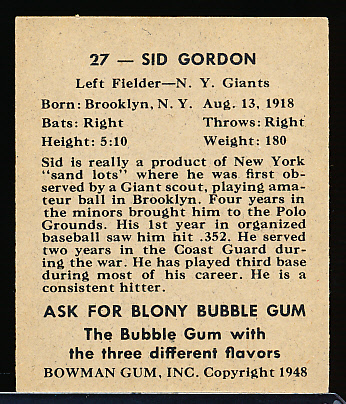 27 — SID GORDON
Left Fielder—N. Y. Giants
Born: Brooklyn, N. Y. Aug. 13, 1918
Bats: Right Throws: Right
Height: 5:10 Weight: 180
Sid is really a product of New York
"sand lots" where he was first ob-
served by a Giant scout, playing ama-
teur ball in Brooklyn. Four years in
the minors brought him to the Polo
Grounds. His 1st year in organized
baseball saw him hit .352. He served
two years in the Coast Guard dur-
ing the war. He has played third base
during most of his career. He is a
consistent hitter.
ASK FOR BLONY BUBBLE GUM
The Bubble Gum with
the three different flavors
BOWMAN GUM, INC. Copyright 1948